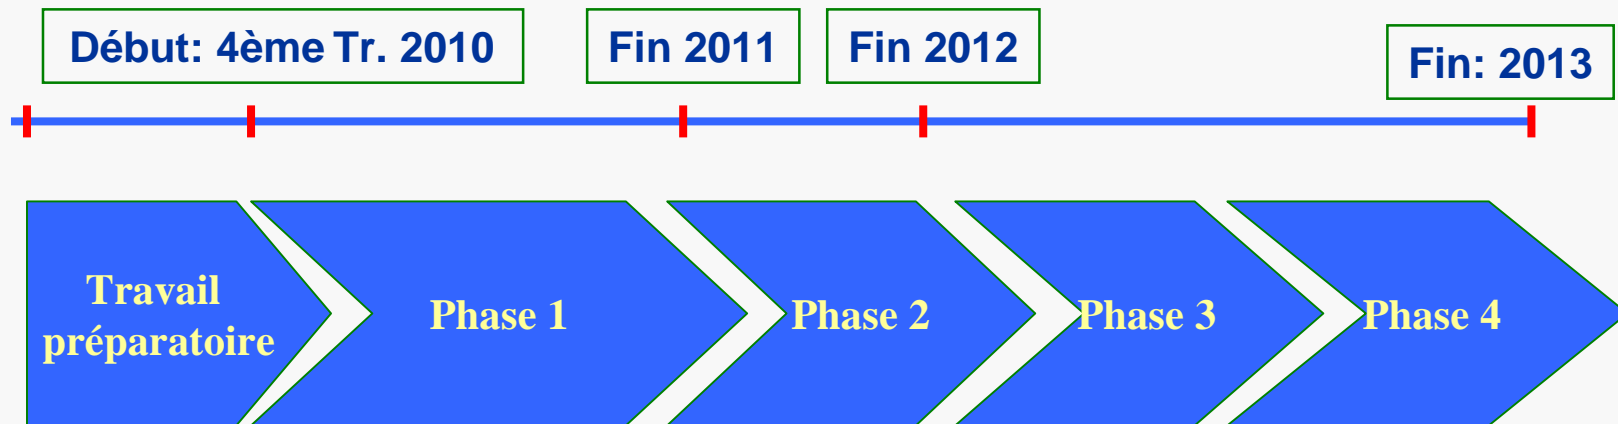 Début: 4ème Tr. 2010
Fin 2011
Fin 2012
Fin: 2013
Travail
préparatoire
Phase 1
Phase 2
Phase 3
Phase 4